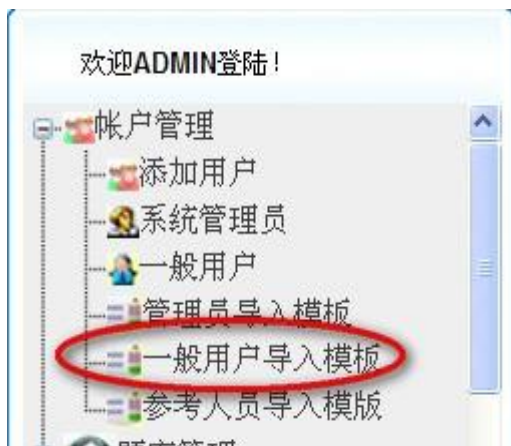 欢迎ADMIN登陆!
帐户管理
添加用户
系统管理员
一般用户
管理员导入模板
一般用户导入模板
参考人员导入模版